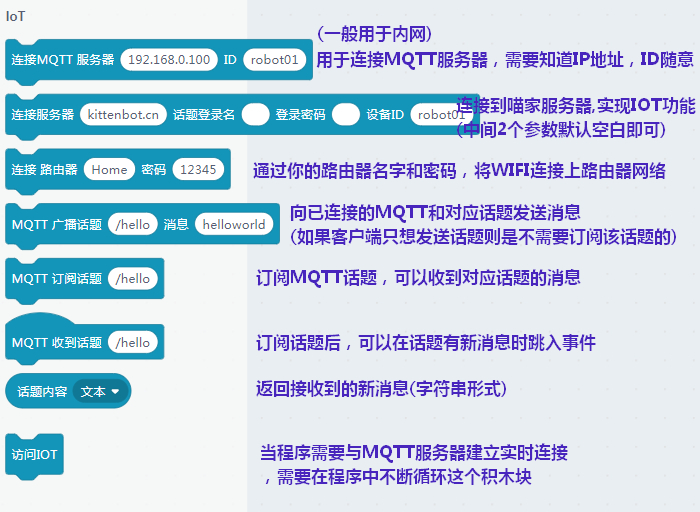 IoT
(一般用于内网)
连接MQTT 服务器 192.168.0.100 ID robot01
用于连接MQTT服务器，需要知道IP地址，ID随意
连接服务器 kittenbot.cn 话题登录名 登录密码 设备ID robot01
连接到喵家服务器,实现IOT功能
(中间2个参数默认空白即可)
连接 路由器 Home 密码 12345
通过你的路由器名字和密码，将WIFI连接上路由器网络
MQTT 广播话题 /hello 消息 helloworld
向已连接的MQTT和对应话题发送消息
(如果客户端只想发送话题则是不需要订阅该话题的)
MQTT 订阅话题 /hello
订阅MQTT话题，可以收到对应话题的消息
MQTT 收到话题 /hello
订阅话题后，可以在话题有新消息时跳入事件
话题内容 文本
返回接收到的新消息(字符串形式)
访问IOT
当程序需要与MQTT服务器建立实时连接
，需要在程序中不断循环这个积木块